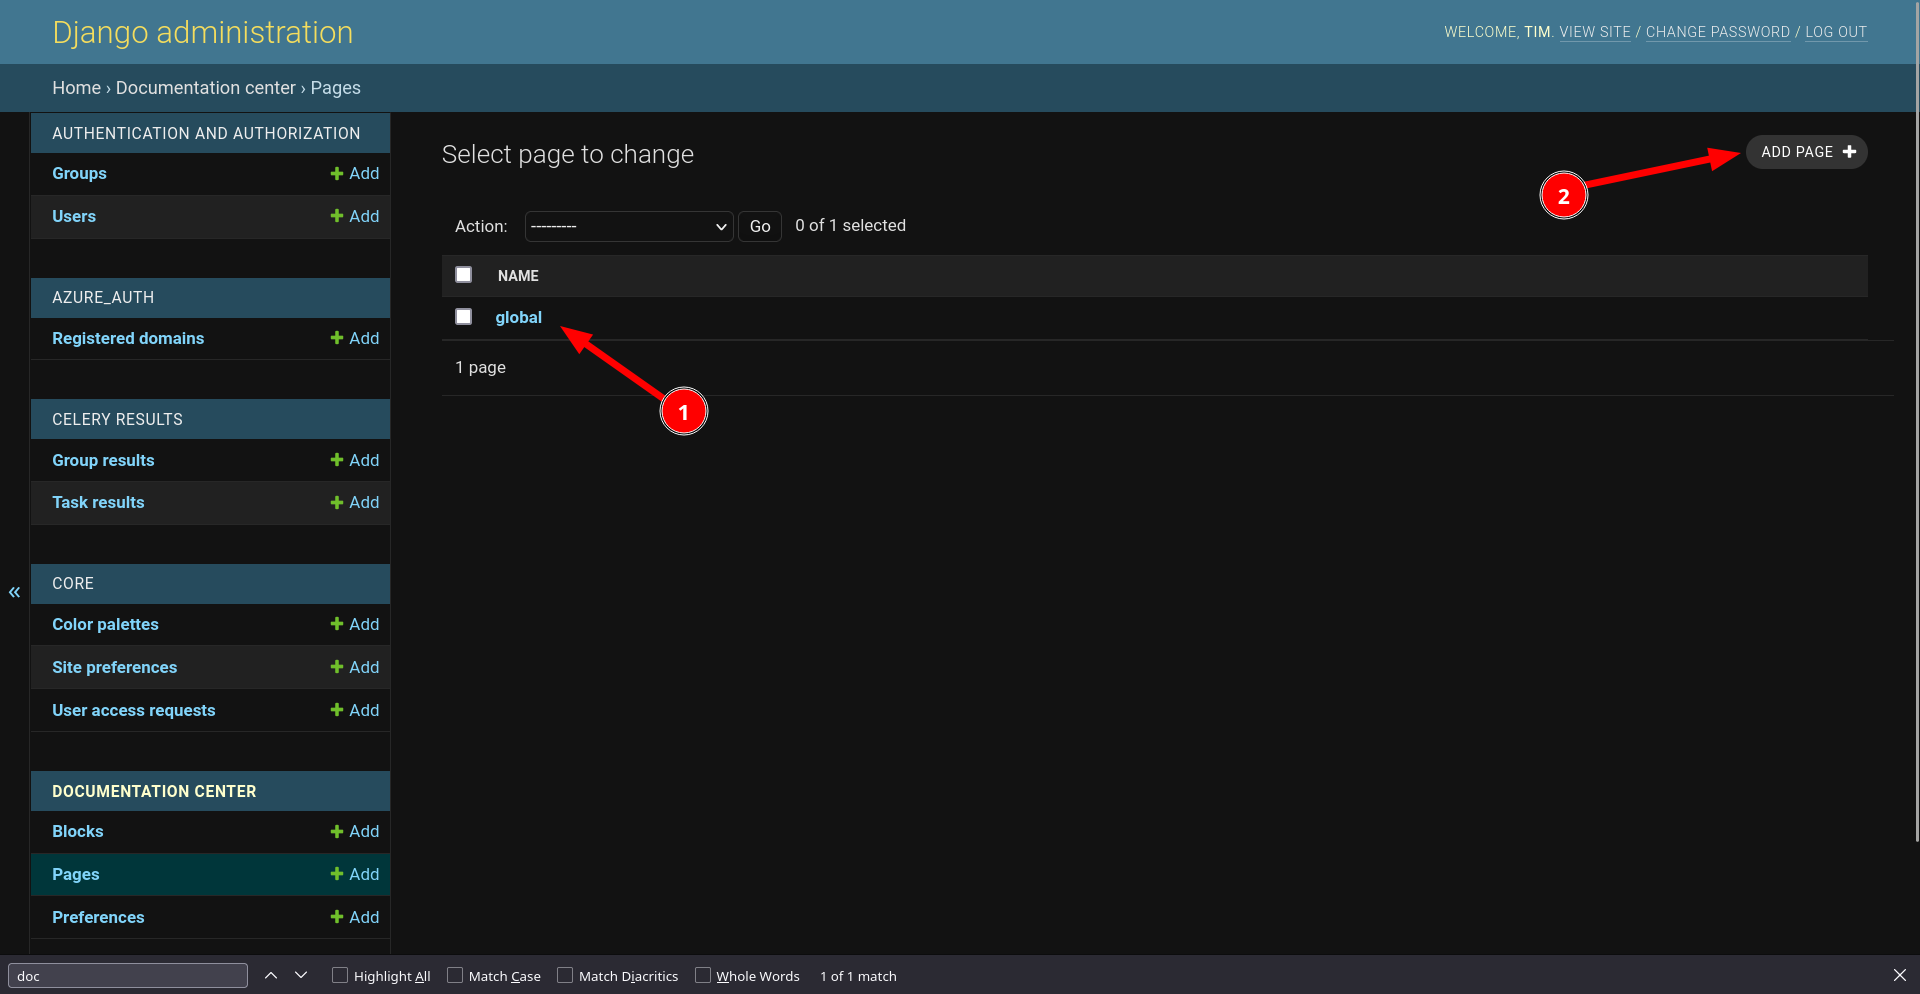 Django administration
WELCOME, TIM. VIEW SITE / CHANGE PASSWORD / LOG OUT
Home › Documentation center › Pages
AUTHENTICATION AND AUTHORIZATION
Groups
Add
Users
Add
AZURE_AUTH
Registered domains
Add
CELERY RESULTS
Group results
Add
Task results
Add
CORE
Color palettes
Add
Site preferences
Add
User access requests
Add
DOCUMENTATION CENTER
Blocks
Add
Pages
Add
Preferences
Add
«
Select page to change
ADD PAGE
2
Action:
---------
Go
0 of 1 selected
NAME
global
1 page
1
doc
Highlight All
Match Case
Match Diacritics
Whole Words
1 of 1 match